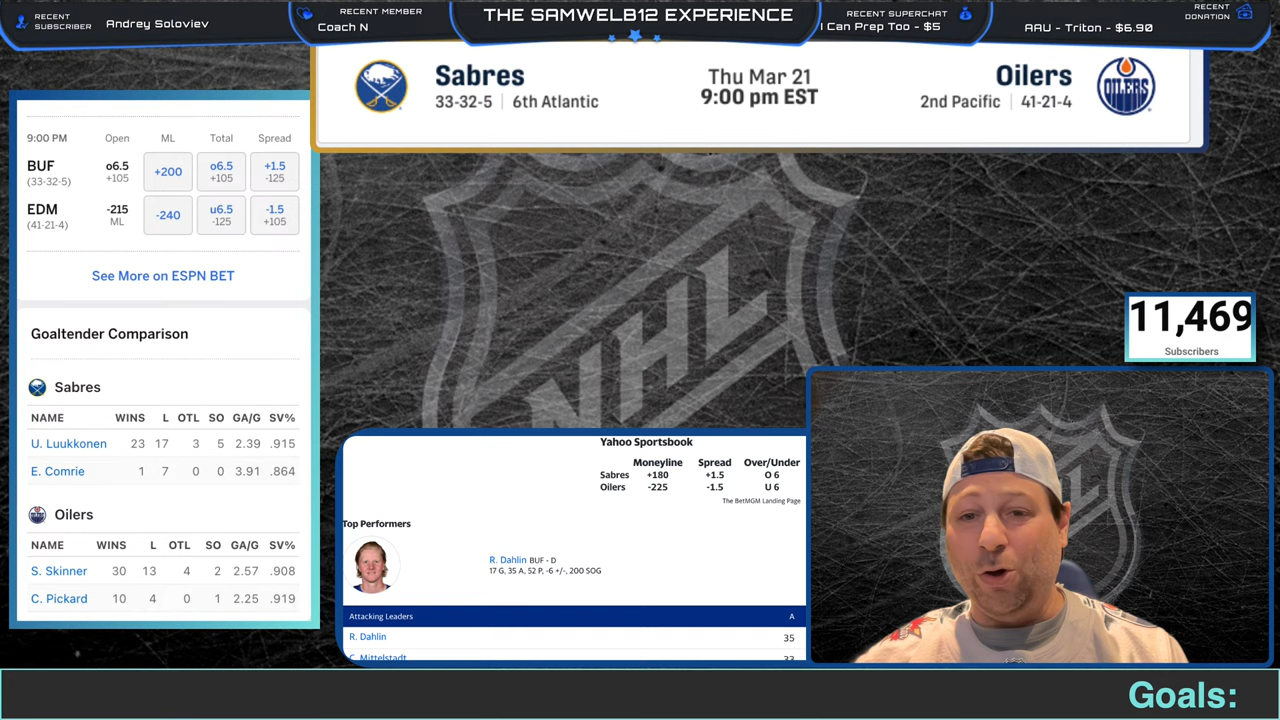 RECENT SUBSCRIBER
Andrey Soloviev
RECENT MEMBER
Coach N
THE SAMWELB12 EXPERIENCE
RECENT SUPERCHAT
I Can Prep Too - $5
RECENT DONATION
AAU - Triton - $6.90
Sabres
33-32-5 | 6th Atlantic
Thu Mar 21
9:00 pm EST
Oilers
2nd Pacific | 41-21-4
OILERS
9:00 PM Open ML Total Spread
BUF o6.5 +200 o6.5 +1.5
(33-32-5) +105 +105 -125
EDM -215 -240 u6.5 -1.5
(41-21-4) ML -125 +105
See More on ESPN BET
Goaltender Comparison
Sabres
NAME WINS L OTL SO GA/G SV%
U. Luukkonen 23 17 3 5 2.39 .915
E. Comrie 1 7 0 0 3.91 .864
Oilers
NAME WINS L OTL SO GA/G SV%
S. Skinner 30 13 4 2 2.57 .908
C. Pickard 10 4 0 1 2.25 .919
NHL
Yahoo Sportsbook
Moneyline Spread Over/Under
Sabres +180 +1.5 O 6
Oilers -225 -1.5 U 6
The BetMGM Landing Page
Top Performers
R. Dahlin BUF - D
17 G, 35 A, 52 P, -6 +/-, 200 SOG
Attacking Leaders A
R. Dahlin 35
C. Mittelstadt 33
11,469
Subscribers
NHL
Goals: